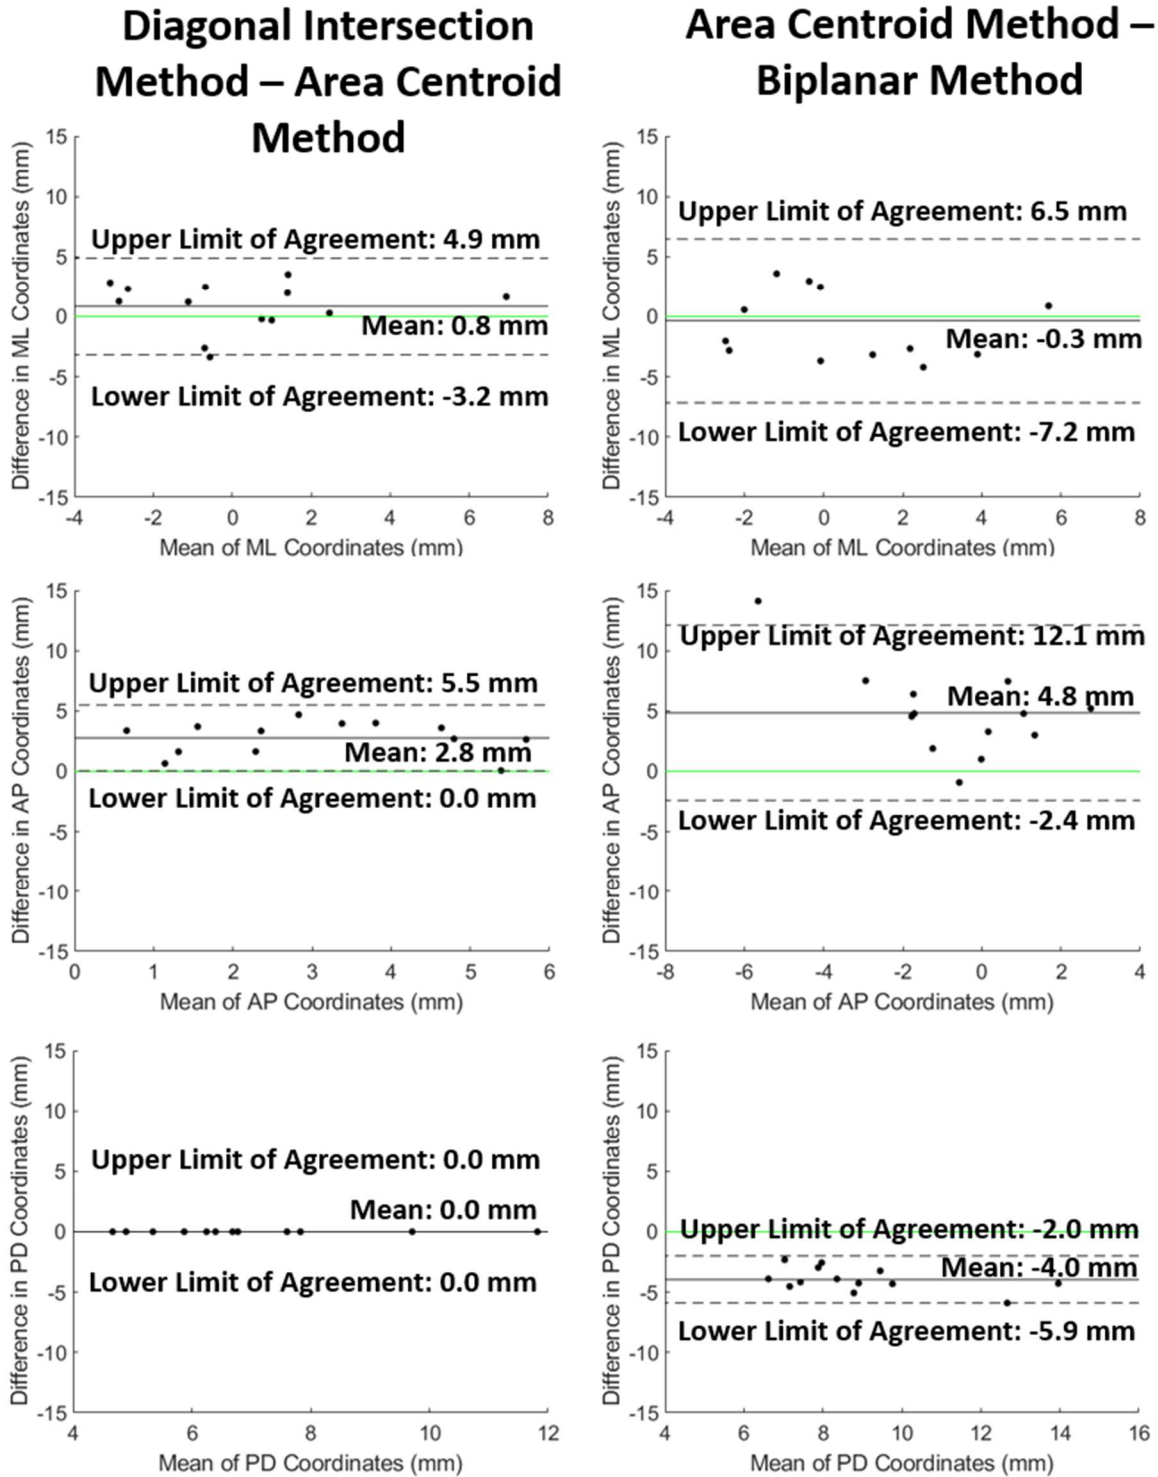 Diagonal Intersection
Method – Area Centroid
Method
Area Centroid Method –
Biplanar Method
Difference in ML Coordinates (mm)
15
10
5
0
-5
-10
-15
Upper Limit of Agreement: 4.9 mm
Mean: 0.8 mm
Lower Limit of Agreement: -3.2 mm
-4 -2 0 2 4 6 8
Mean of ML Coordinates (mm)
Difference in ML Coordinates (mm)
15
10
5
0
-5
-10
-15
Upper Limit of Agreement: 6.5 mm
Mean: -0.3 mm
Lower Limit of Agreement: -7.2 mm
-4 -2 0 2 4 6 8
Mean of ML Coordinates (mm)
Difference in AP Coordinates (mm)
15
10
5
0
-5
-10
-15
Upper Limit of Agreement: 5.5 mm
Mean: 2.8 mm
Lower Limit of Agreement: 0.0 mm
0 1 2 3 4 5 6
Mean of AP Coordinates (mm)
Difference in AP Coordinates (mm)
15
10
5
0
-5
-10
-15
Upper Limit of Agreement: 12.1 mm
Mean: 4.8 mm
Lower Limit of Agreement: -2.4 mm
-8 -6 -4 -2 0 2 4
Mean of AP Coordinates (mm)
Difference in PD Coordinates (mm)
15
10
5
0
-5
-10
-15
Upper Limit of Agreement: 0.0 mm
Mean: 0.0 mm
Lower Limit of Agreement: 0.0 mm
4 6 8 10 12
Mean of PD Coordinates (mm)
Difference in PD Coordinates (mm)
15
10
5
0
-5
-10
-15
Upper Limit of Agreement: -2.0 mm
Mean: -4.0 mm
Lower Limit of Agreement: -5.9 mm
4 6 8 10 12 14 16
Mean of PD Coordinates (mm)